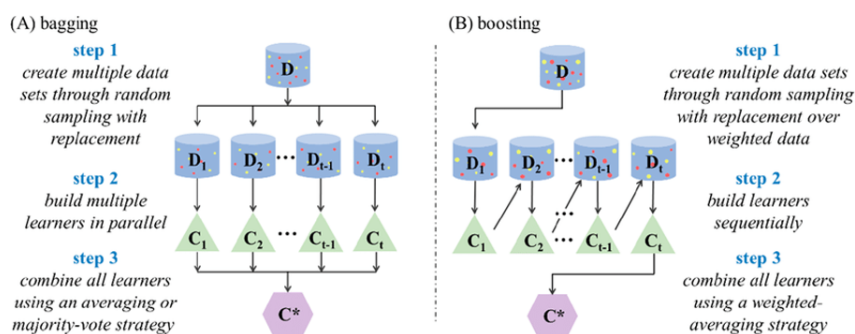 (A) bagging
step 1
create multiple data
sets through random
sampling with
replacement
step 2
build multiple
learners in parallel
step 3
combine all learners
using an averaging or
majority-vote strategy
D
D1 D2 ··· Dt-1 Dt
C1 C2 ··· Ct-1 Ct
C*
(B) boosting
D
D1 D2 ··· Dt-1 Dt
···
C1 C2 ··· Ct-1 Ct
C*
step 1
create multiple data sets
through random sampling
with replacement over
weighted data
step 2
build learners
sequentially
step 3
combine all learners
using a weighted-
averaging strategy